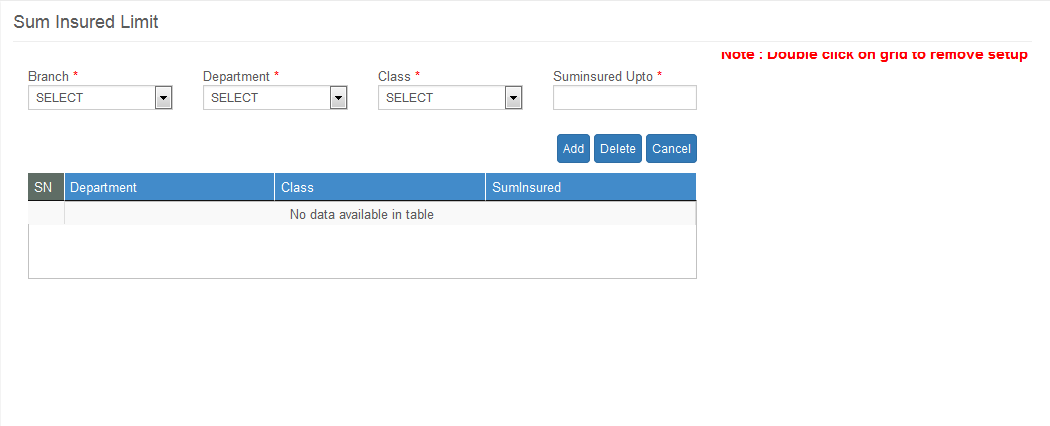 Sum Insured Limit
Note : Double click on grid to remove setup
Branch * Department * Class * Suminsured Upto *
SELECT SELECT SELECT
Add Delete Cancel
SN Department Class SumInsured
No data available in table